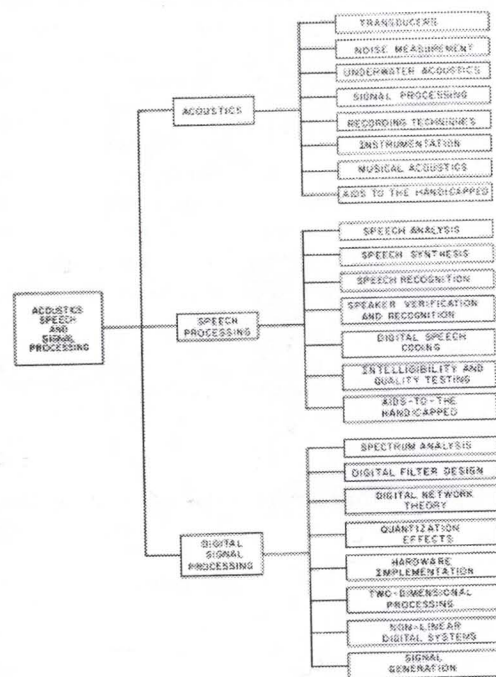 ACOUSTICS
SPEECH
AND
SIGNAL
PROCESSING
ACOUSTICS
TRANSDUCERS
NOISE MEASUREMENT
UNDERWATER ACOUSTICS
SIGNAL PROCESSING
RECORDING TECHNIQUES
INSTRUMENTATION
MUSICAL ACOUSTICS
AIDS TO THE HANDICAPPED
SPEECH
PROCESSING
SPEECH ANALYSIS
SPEECH SYNTHESIS
SPEECH RECOGNITION
SPEAKER VERIFICATION
AND RECOGNITION
DIGITAL SPEECH
CODING
INTELLIGIBILITY AND
QUALITY TESTING
AIDS-TO-THE
HANDICAPPED
DIGITAL
SIGNAL
PROCESSING
SPECTRUM ANALYSIS
DIGITAL FILTER DESIGN
DIGITAL NETWORK
THEORY
QUANTIZATION
EFFECTS
HARDWARE
IMPLEMENTATION
TWO-DIMENSIONAL
PROCESSING
NON-LINEAR
DIGITAL SYSTEMS
SIGNAL
GENERATION